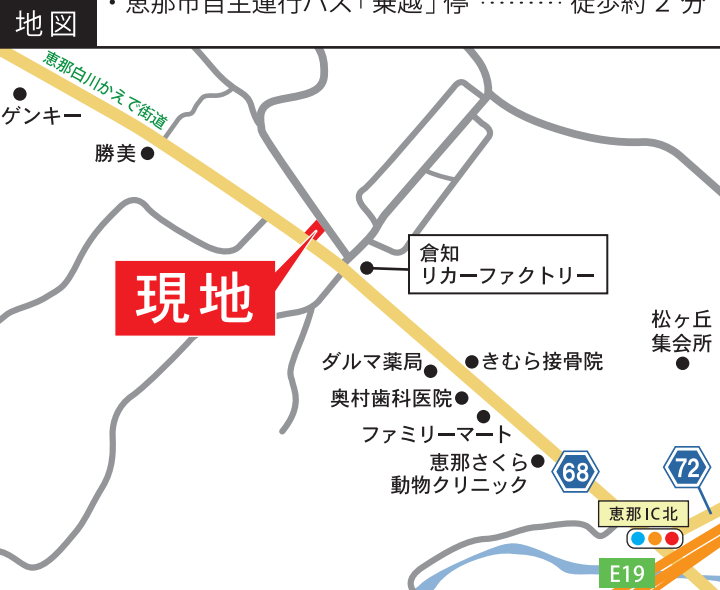 ・恵那市自主運行バス「乗越」停 ‥‥‥‥ 徒歩約 2 分
地図
恵那白川かえで街道
ゲンキー
勝美
倉知
リカーファクトリー
現地
松ヶ丘
集会所
ダルマ薬局
きむら接骨院
奥村歯科医院
ファミリーマート
恵那さくら
動物クリニック
68
72
恵那IC北
E19